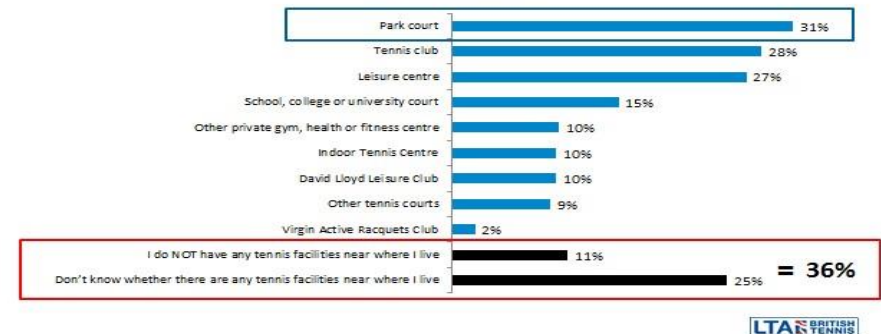 Park court 31%
Tennis club 28%
Leisure centre 27%
School, college or university court 15%
Other private gym, health or fitness centre 10%
Indoor Tennis Centre 10%
David Lloyd Leisure Club 10%
Other tennis courts 9%
Virgin Active Racquets Club 2%
I do NOT have any tennis facilities near where I live 11%
Don't know whether there are any tennis facilities near where I live 25%
= 36%
LTA BRITISH
TENNIS